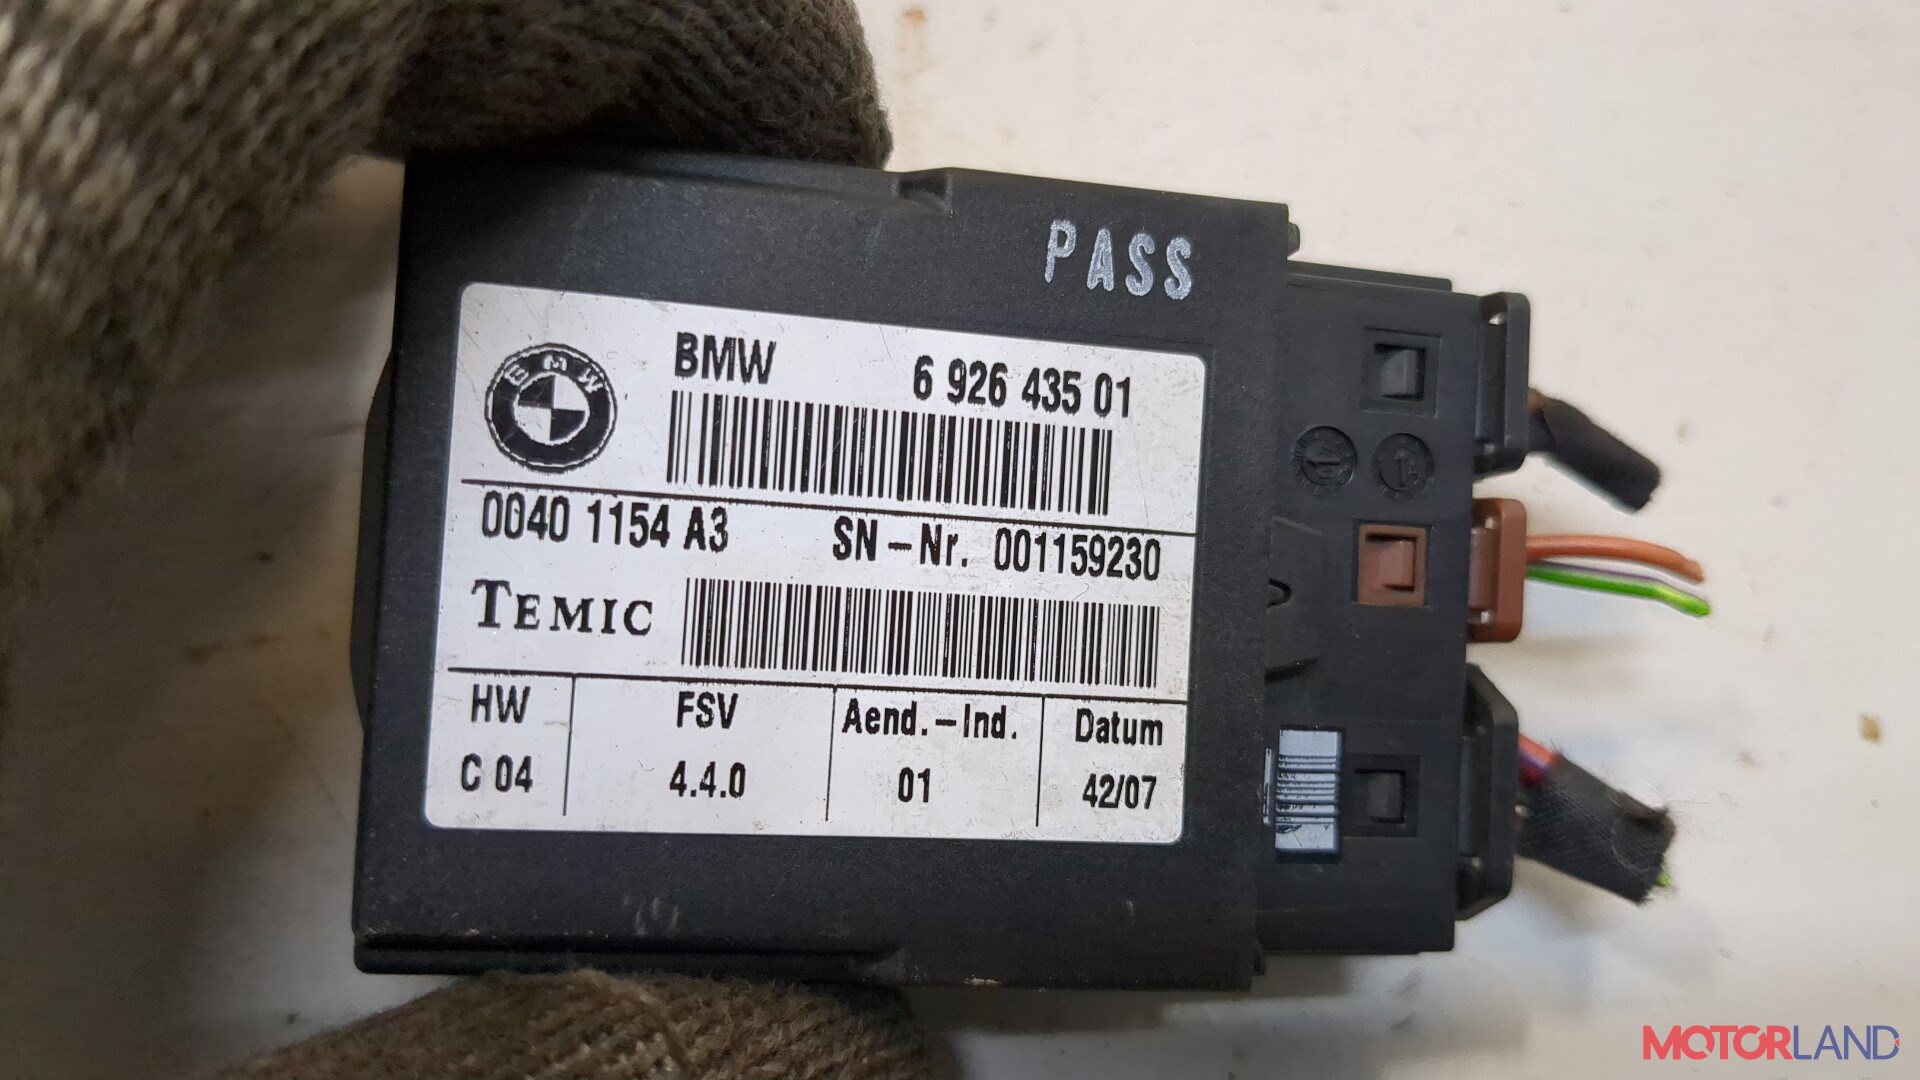 PASS
BMW
BMW 6 926 435 01
0040 1154 A3 SN-Nr. 001159230
TEMIC
HW FSV Aend.-Ind. Datum
C 04 4.4.0 01 42/07
MOTORLAND